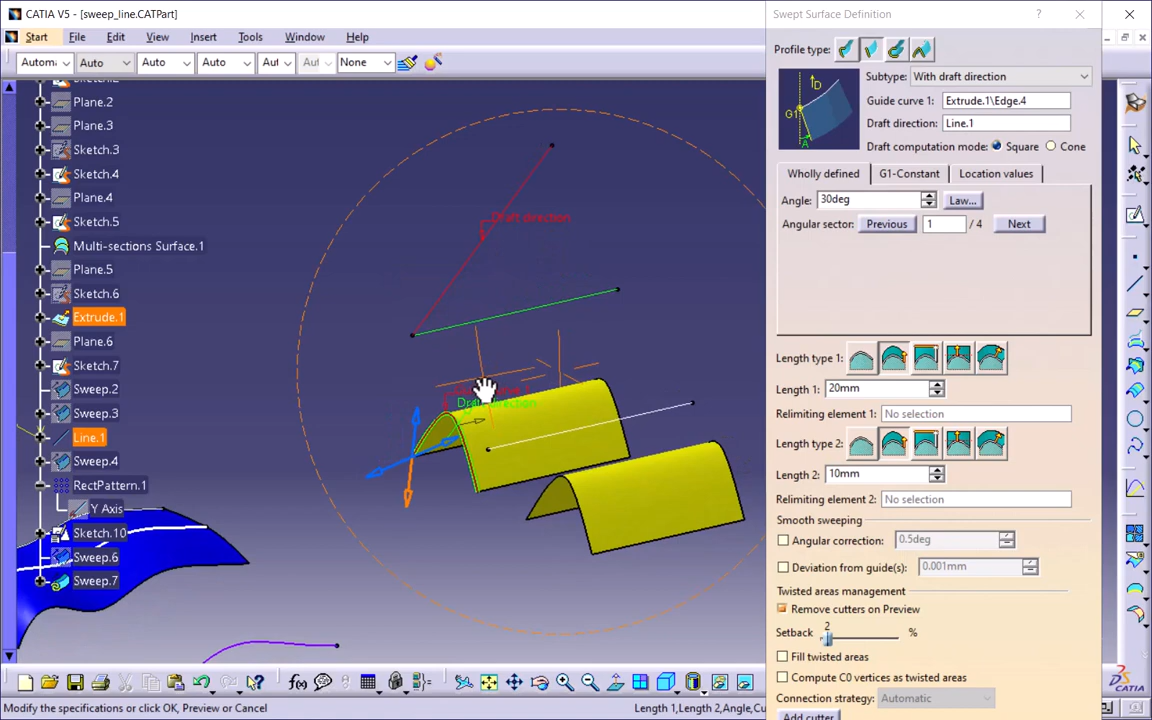 CATIA V5 - [sweep_line.CATPart]
Start File Edit View Insert Tools Window Help
Autom Auto Auto Auto Aut Aut None
Plane.2
Plane.3
Sketch.3
Sketch.4
Plane.4
Sketch.5
Multi-sections Surface.1
Plane.5
Sketch.6
Extrude.1
Plane.6
Sketch.7
Sweep.2
Sweep.3
Line.1
Sweep.4
RectPattern.1
Y Axis
Sketch.10
Sweep.6
Sweep.7
Draft direction
Draft direction
Swept Surface Definition
Profile type:
Subtype: With draft direction
Guide curve 1: Extrude.1\Edge.4
Draft direction: Line.1
Draft computation mode: Square Cone
Wholly defined G1-Constant Location values
Angle: 30deg Law...
Angular sector: Previous 1 / 4 Next
Length type 1:
Length 1: 20mm
Relimiting element 1: No selection
Length type 2:
Length 2: 10mm
Relimiting element 2: No selection
Smooth sweeping
Angular correction: 0.5deg
Deviation from guide(s): 0.001mm
Twisted areas management
Remove cutters on Preview
Setback 2 %
Fill twisted areas
Compute C0 vertices as twisted areas
Connection strategy: Automatic
Add cutter
D
G1
A
f(x)
CATIA
Modify the specifications or click OK, Preview or Cancel
Length 1,Length 2,Angle,Cu